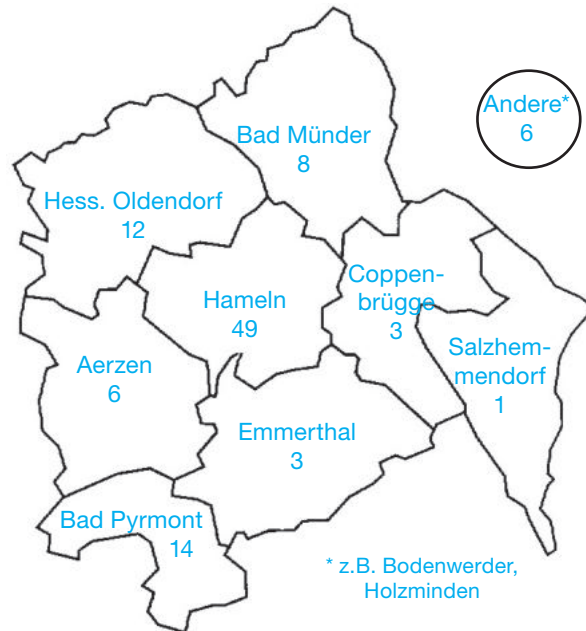 Andere*
6
Bad Münder
8
Hess. Oldendorf
12
Hameln
49
Coppen-
brügge
3
Salzhem-
mendorf
1
Aerzen
6
Emmerthal
3
Bad Pyrmont
14
* z.B. Bodenwerder,
Holzminden